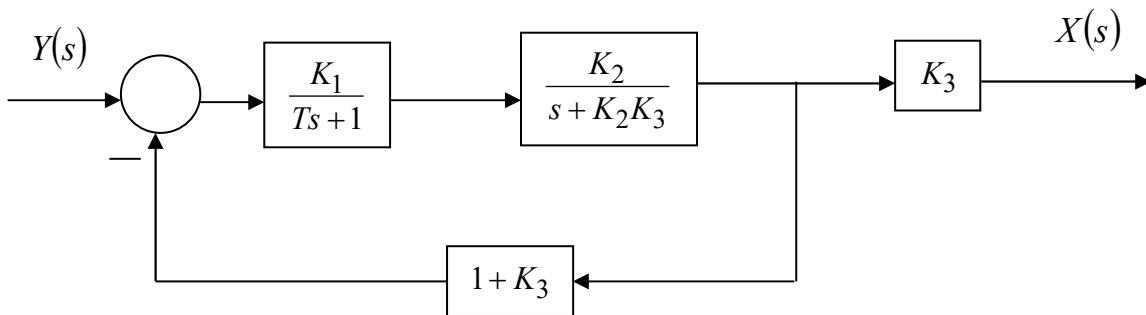 Y(s)
K₁
Ts + 1
K₂
s + K₂K₃
K₃
X(s)
—
1 + K₃